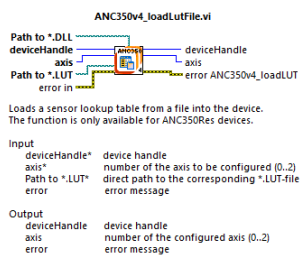 ANC350v4_loadLutFile.vi
Path to *.DLL
deviceHandle
deviceHandle
axis
axis
Path to *.LUT
error ANC350v4_loadLUT
error in
ANC350
4
Loads a sensor lookup table from a file into the device.
The function is only available for ANC350Res devices.
Input
deviceHandle* device handle
axis* number of the axis to be configured (0..2)
Path to *.LUT* direct path to the corresponding *.LUT-file
error error message
Output
deviceHandle device handle
axis number of the configured axis (0..2)
error error message